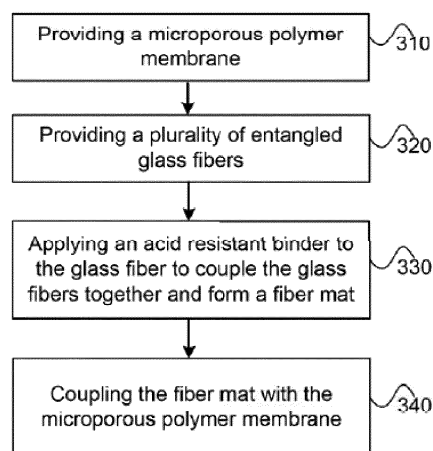 Providing a microporous polymer
membrane
310
Providing a plurality of entangled
glass fibers
320
Applying an acid resistant binder to
the glass fiber to couple the glass
fibers together and form a fiber mat
330
Coupling the fiber mat with the
microporous polymer membrane
340